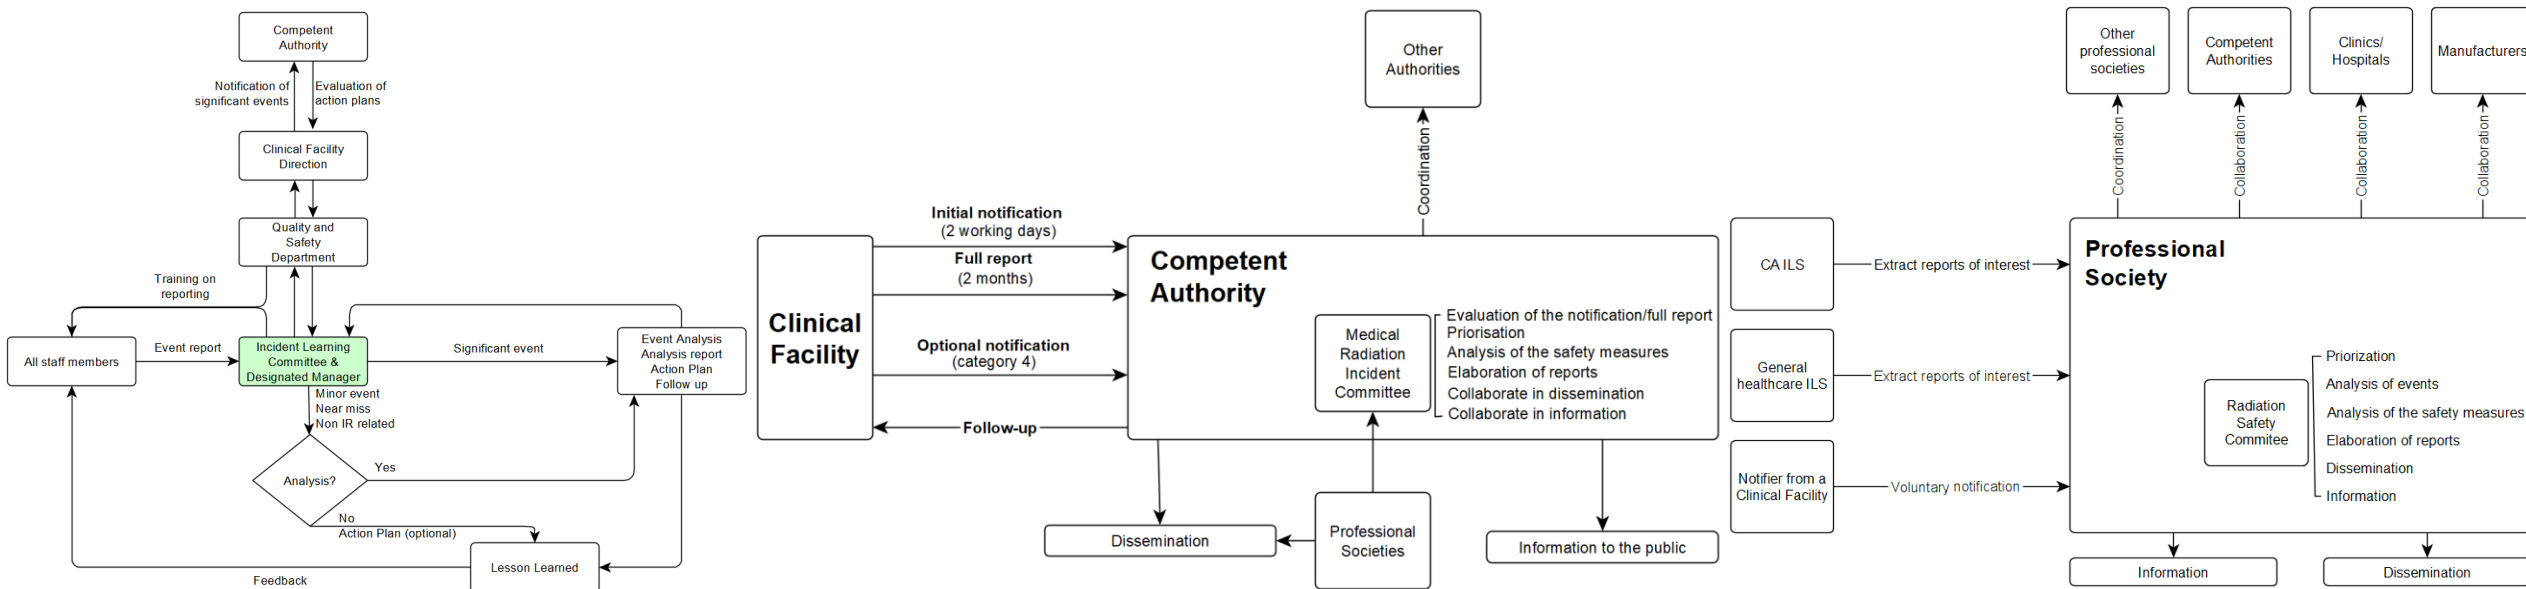 Competent
Authority
Notification of
significant events
Evaluation of
action plans
Clinical Facility
Direction
Quality and
Safety
Department
Training on
reporting
All staff members
Event report
Incident Learning
Committee &
Designated Manager
Significant event
Event Analysis
Analysis report
Action Plan
Follow up
Minor event
Near miss
Non IR related
Analysis?
Yes
No
Action Plan (optional)
Lesson Learned
Feedback
Other
Authorities
Coordination
Clinical
Facility
Initial notification
(2 working days)
Full report
(2 months)
Optional notification
(category 4)
Follow-up
Competent
Authority
Medical
Radiation
Incident
Committee
Evaluation of the notification/full report
Priorisation
Analysis of the safety measures
Elaboration of reports
Collaborate in dissemination
Collaborate in information
Dissemination
Professional
Societies
Information to the public
Other
professional
societies
Competent
Authorities
Clinics/
Hospitals
Manufacturers
Coordination
Collaboration
Collaboration
Collaboration
CA ILS
Extract reports of interest
General
healthcare ILS
Extract reports of interest
Notifier from a
Clinical Facility
Voluntary notification
Professional
Society
Radiation
Safety
Commitee
Priorization
Analysis of events
Analysis of the safety measures
Elaboration of reports
Dissemination
Information
Information
Dissemination